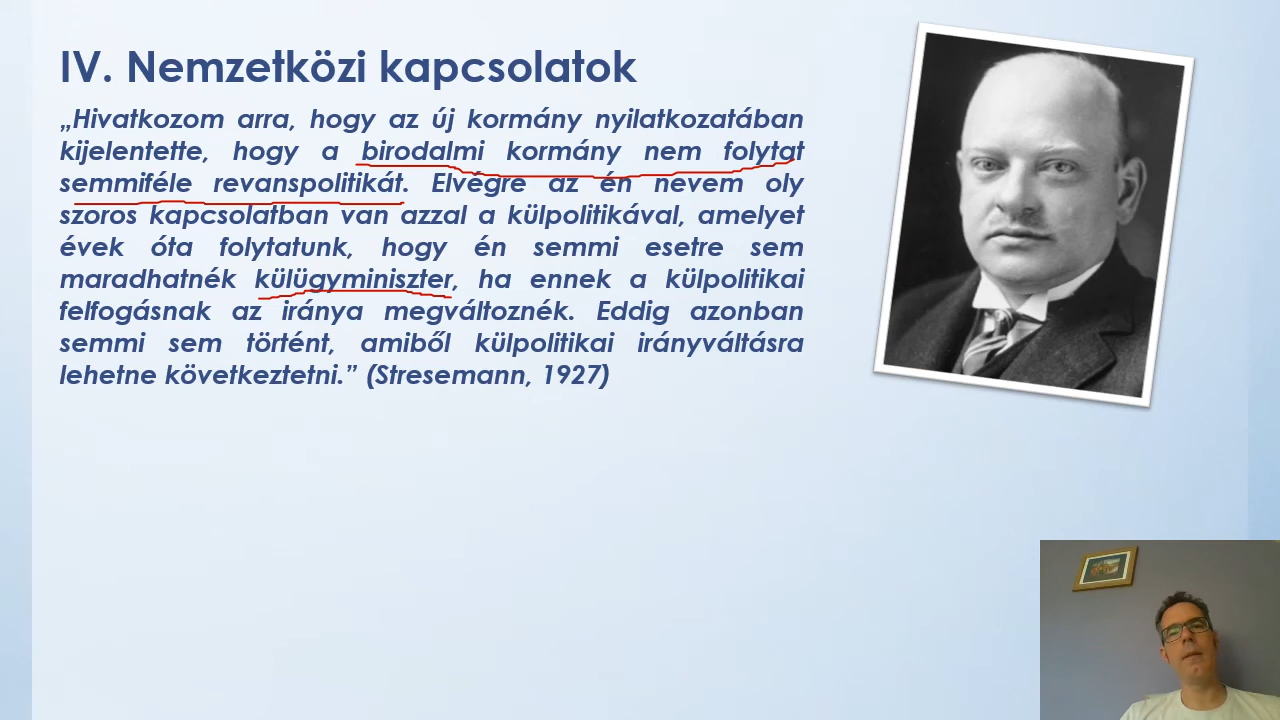 IV. Nemzetközi kapcsolatok
„Hivatkozom arra, hogy az új kormány nyilatkozatában
kijelentette, hogy a birodalmi kormány nem folytat
semmiféle revanspolitikát. Elvégre az én nevem oly
szoros kapcsolatban van azzal a külpolitikával, amelyet
évek óta folytatunk, hogy én semmi esetre sem
maradhatnék külügyminiszter, ha ennek a külpolitikai
felfogásnak az iránya megváltoznék. Eddig azonban
semmi sem történt, amiből külpolitikai irányváltásra
lehetne következtetni.” (Stresemann, 1927)